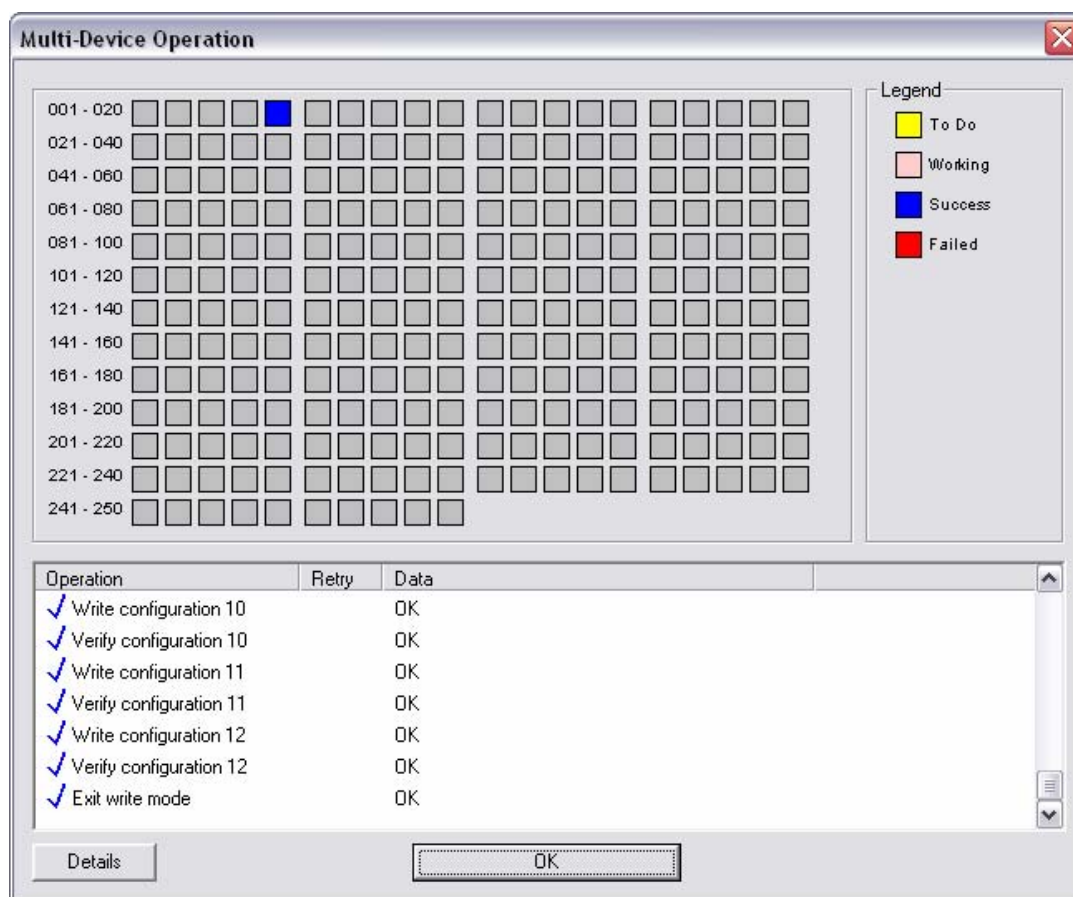 Multi-Device Operation
Legend
001 - 020
To Do
021 - 040
041 - 060
Working
061 - 080
Success
081 - 100
Failed
101 - 120
121 - 140
141 - 160
161 - 180
181 - 200
201 - 220
221 - 240
241 - 250
Operation Retry Data
Write configuration 10 OK
Verify configuration 10 OK
Write configuration 11 OK
Verify configuration 11 OK
Write configuration 12 OK
Verify configuration 12 OK
Exit write mode OK
Details OK